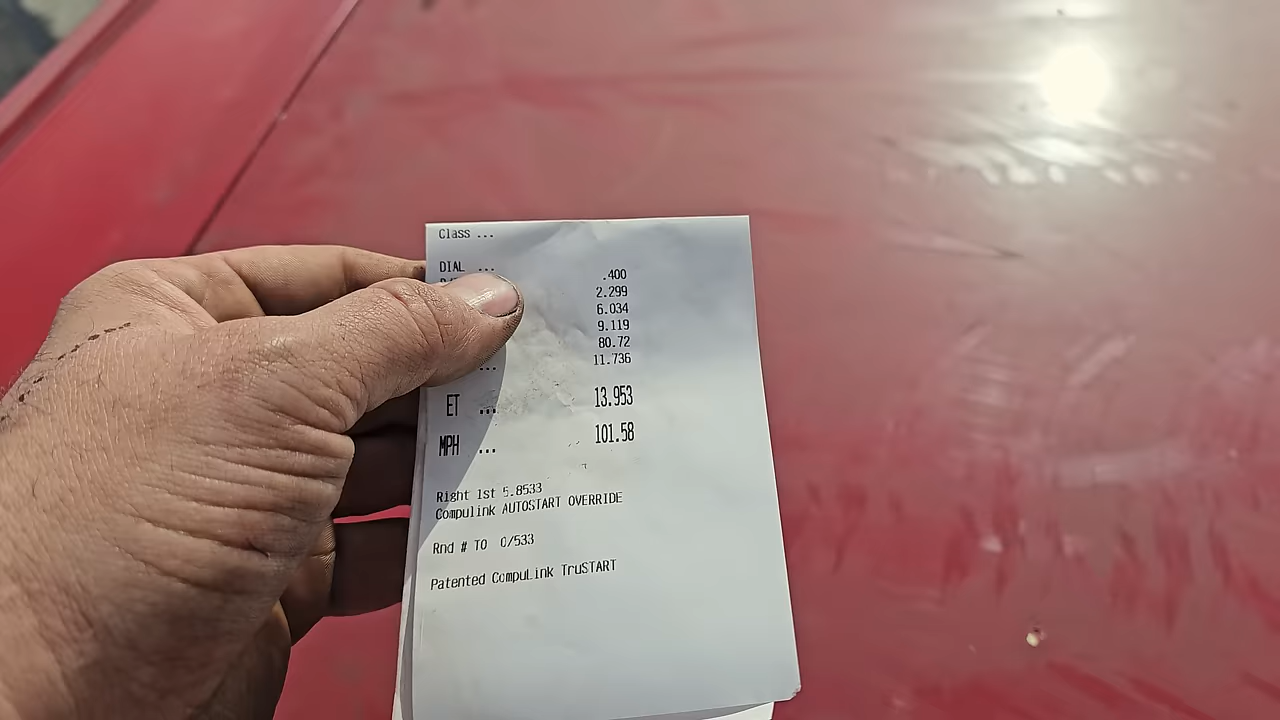 Class ...
DIAL ...
.400
2.299
6.034
9.119
80.72
... 11.736
ET ... 13.953
MPH ... 101.58
Right 1st 5.8533
Compulink AUTOSTART OVERRIDE
Rnd # TO 0/533
Patented CompuLink TruSTART